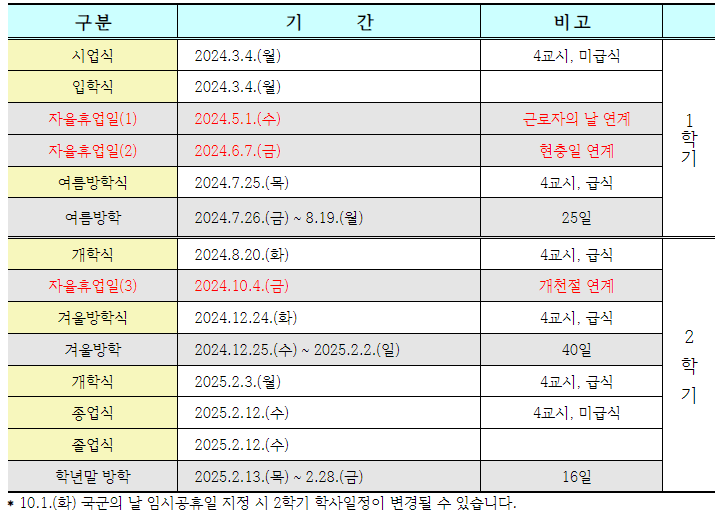 구분 기 간 비고
시업식 2024.3.4.(월) 4교시, 미급식
입학식 2024.3.4.(월)
자율휴업일(1) 2024.5.1.(수) 근로자의 날 연계
자율휴업일(2) 2024.6.7.(금) 현충일 연계
여름방학식 2024.7.25.(목) 4교시, 급식
여름방학 2024.7.26.(금) ~ 8.19.(월) 25일
1학기
개학식 2024.8.20.(화) 4교시, 급식
자율휴업일(3) 2024.10.4.(금) 개천절 연계
겨울방학식 2024.12.24.(화) 4교시, 급식
겨울방학 2024.12.25.(수) ~ 2025.2.2.(일) 40일
개학식 2025.2.3.(월) 4교시, 급식
종업식 2025.2.12.(수) 4교시, 미급식
졸업식 2025.2.12.(수)
학년말 방학 2025.2.13.(목) ~ 2.28.(금) 16일
2학기
* 10.1.(화) 국군의 날 임시공휴일 지정 시 2학기 학사일정이 변경될 수 있습니다.